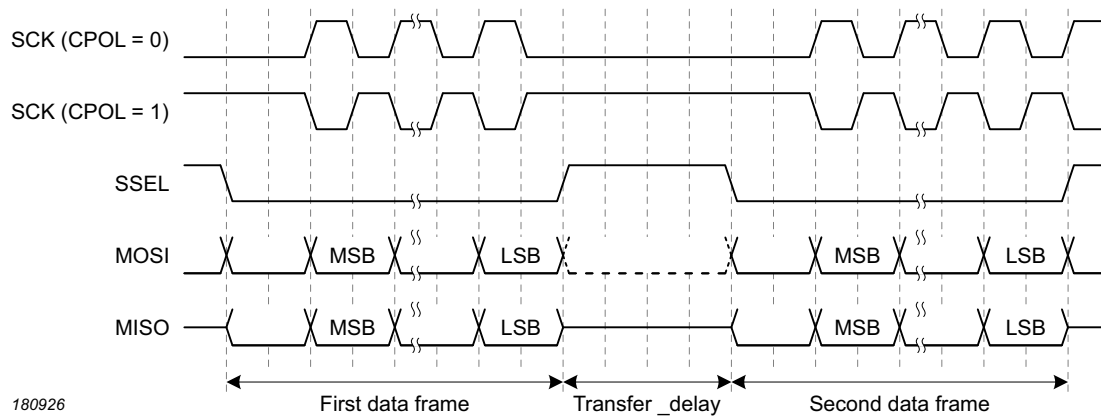 SCK (CPOL = 0)
SCK (CPOL = 1)
SSEL
MOSI MSB LSB MSB LSB
MISO MSB LSB MSB LSB
180926 First data frame Transfer _delay Second data frame